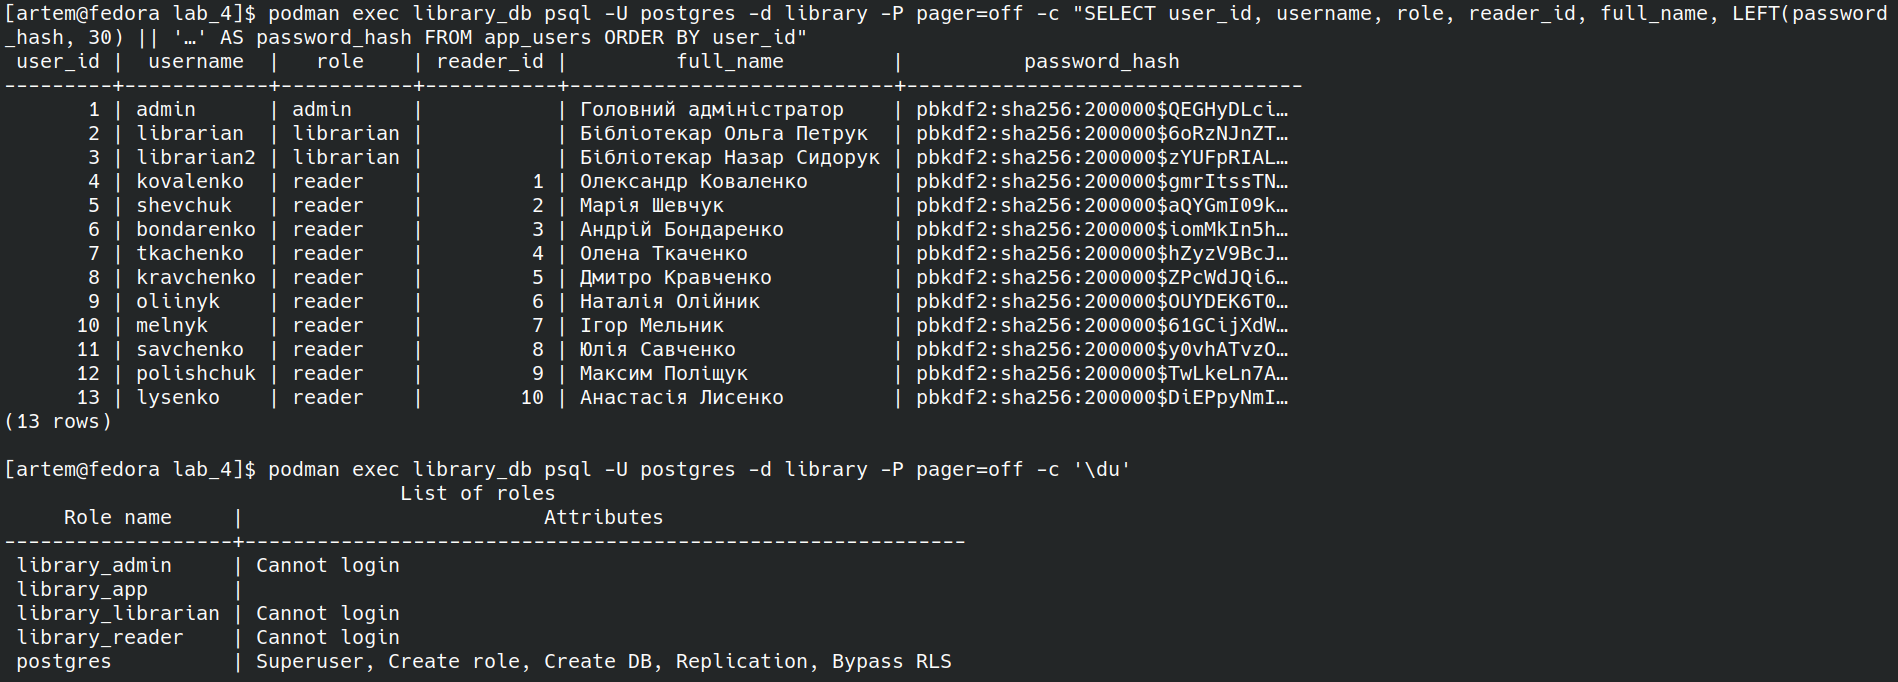 [artem@fedora lab_4]$ podman exec library_db psql -U postgres -d library -P pager=off -c "SELECT user_id, username, role, reader_id, full_name, LEFT(password
_hash, 30) || '…' AS password_hash FROM app_users ORDER BY user_id"
 user_id |  username  |   role    | reader_id |         full_name         |          password_hash
---------+------------+-----------+-----------+---------------------------+---------------------------------
       1 | admin      | admin     |           | Головний адміністратор    | pbkdf2:sha256:200000$QEGHyDLci…
       2 | librarian  | librarian |           | Бібліотекар Ольга Петрук  | pbkdf2:sha256:200000$6oRzNJnZT…
       3 | librarian2 | librarian |           | Бібліотекар Назар Сидорук | pbkdf2:sha256:200000$zYUFpRIAL…
       4 | kovalenko  | reader    |         1 | Олександр Коваленко       | pbkdf2:sha256:200000$gmrItssTN…
       5 | shevchuk   | reader    |         2 | Марія Шевчук              | pbkdf2:sha256:200000$aQYGmI09k…
       6 | bondarenko | reader    |         3 | Андрій Бондаренко         | pbkdf2:sha256:200000$iomMkIn5h…
       7 | tkachenko  | reader    |         4 | Олена Ткаченко            | pbkdf2:sha256:200000$hZyzV9BcJ…
       8 | kravchenko | reader    |         5 | Дмитро Кравченко          | pbkdf2:sha256:200000$ZPcWdJQi6…
       9 | oliinyk    | reader    |         6 | Наталія Олійник           | pbkdf2:sha256:200000$OUYDEK6T0…
      10 | melnyk     | reader    |         7 | Ігор Мельник              | pbkdf2:sha256:200000$61GCijXdW…
      11 | savchenko  | reader    |         8 | Юлія Савченко             | pbkdf2:sha256:200000$y0vhATvzO…
      12 | polishchuk | reader    |         9 | Максим Поліщук            | pbkdf2:sha256:200000$TwLkeLn7A…
      13 | lysenko    | reader    |        10 | Анастасія Лисенко         | pbkdf2:sha256:200000$DiEPpyNmI…
(13 rows)

[artem@fedora lab_4]$ podman exec library_db psql -U postgres -d library -P pager=off -c '\du'
                                 List of roles
     Role name     |                         Attributes
-------------------+------------------------------------------------------------
 library_admin     | Cannot login
 library_app       |
 library_librarian | Cannot login
 library_reader    | Cannot login
 postgres          | Superuser, Create role, Create DB, Replication, Bypass RLS